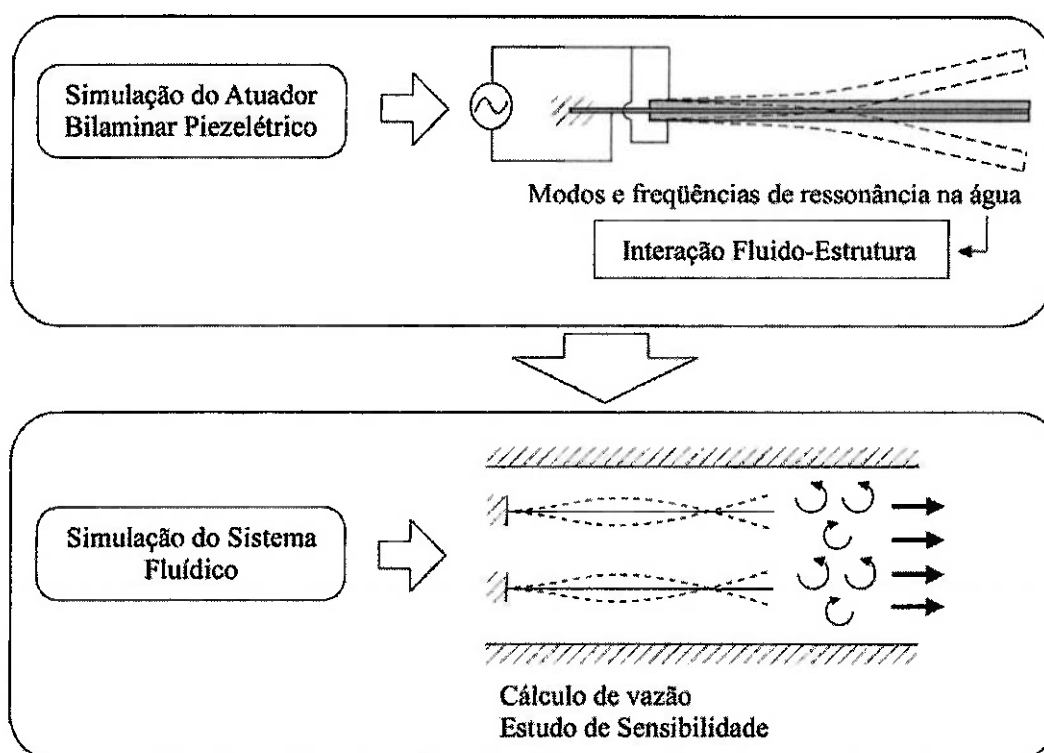 Simulação do Atuador
Bilaminar Piezelétrico
Modos e freqüências de ressonância na água
Interação Fluido-Estrutura
Simulação do Sistema
Fluídico
Cálculo de vazão
Estudo de Sensibilidade